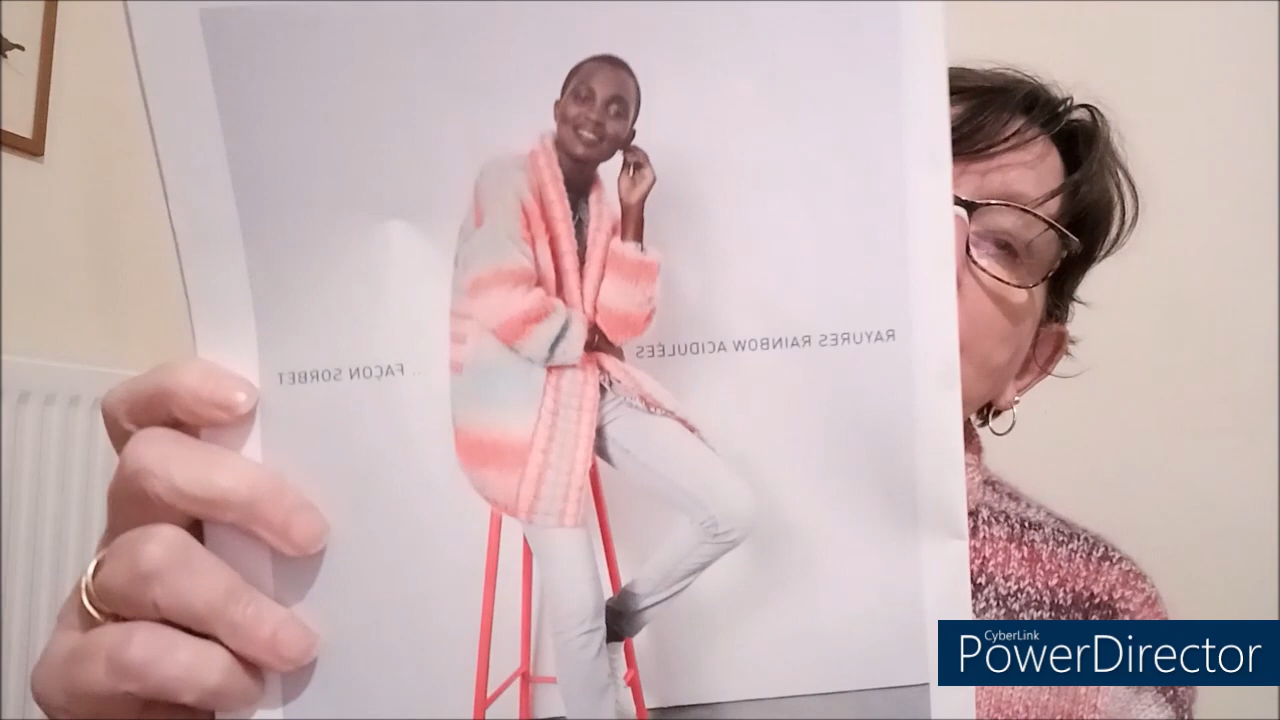 RAYURES RAINBOW ACIDULÉES
... FAÇON SORBET
CyberLink
PowerDirector